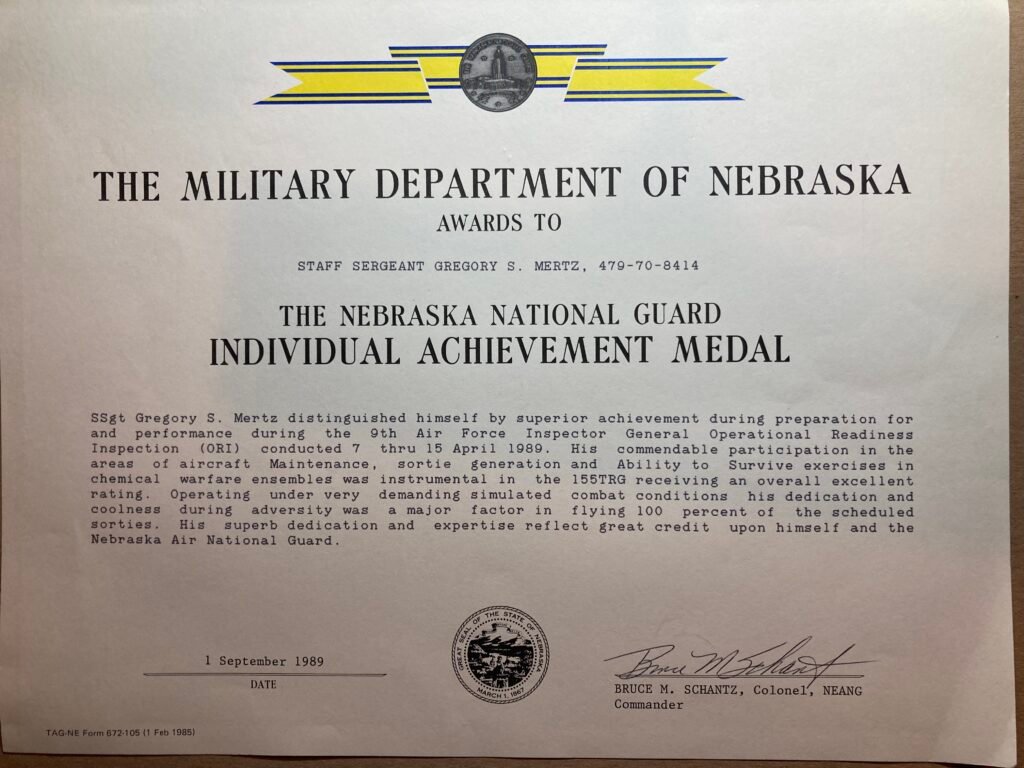 THE MILITARY DEPARTMENT OF NEBRASKA
AWARDS TO
STAFF SERGEANT GREGORY S. MERTZ, 479-70-8414
THE NEBRASKA NATIONAL GUARD
INDIVIDUAL ACHIEVEMENT MEDAL
SSgt Gregory S. Mertz distinguished himself by superior achievement during preparation for
and performance during the 9th Air Force Inspector General Operational Readiness
Inspection (ORI) conducted 7 thru 15 April 1989. His commendable participation in the
areas of aircraft Maintenance, sortie generation and Ability to Survive exercises in
chemical warfare ensembles was instrumental in the 155TRG receiving an overall excellent
rating. Operating under very demanding simulated combat conditions his dedication and
coolness during adversity was a major factor in flying 100 percent of the scheduled
sorties. His superb dedication and expertise reflect great credit upon himself and the
Nebraska Air National Guard.
GREAT SEAL OF THE STATE OF NEBRASKA
MARCH 1, 1867
1 September 1989
DATE
Bruce M Schantz
BRUCE M. SCHANTZ, Colonel, NEANG
Commander
TAG-NE Form 672-105 (1 Feb 1985)